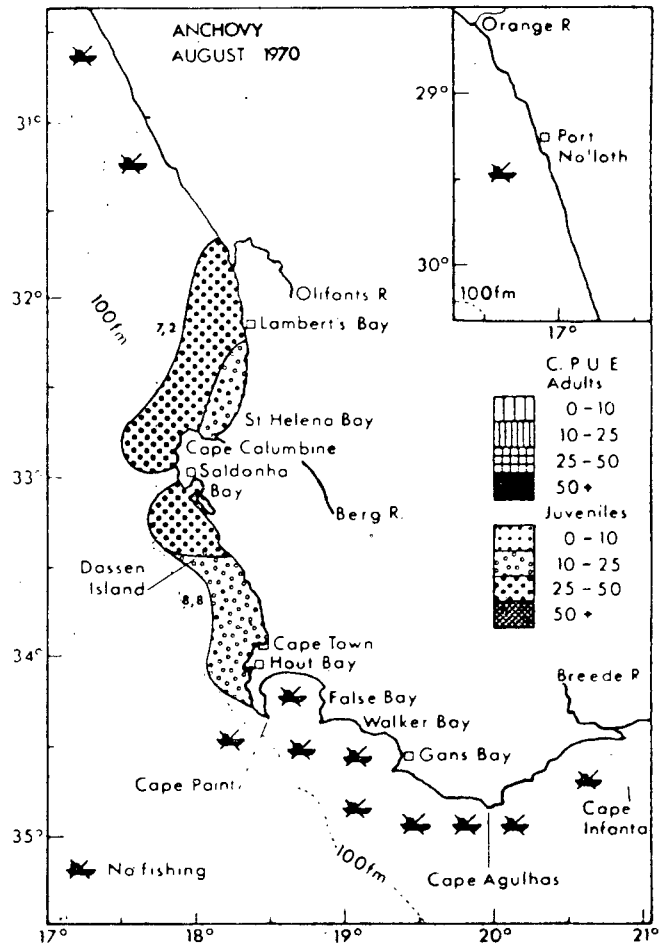 ANCHOVY
AUGUST 1970
Orange R
29°
Port
No'loth
30°
100fm
17°
31°
32°
33°
34°
35°
100fm
7,2
Olifants R
Lambert's Bay
St Helena Bay
Cape Calumbine
Saldanha
Bay
Berg R.
Dassen
Island
8,8
Cape Town
Hout Bay
False Bay
Walker Bay
Gans Bay
Breede R
Cape Point
Cape
Infanta
Cape Agulhas
100fm
No fishing
C. P U E
Adults
0-10
10-25
25-50
50+
Juveniles
0-10
10-25
25-50
50+
17°
18°
19°
20°
21°